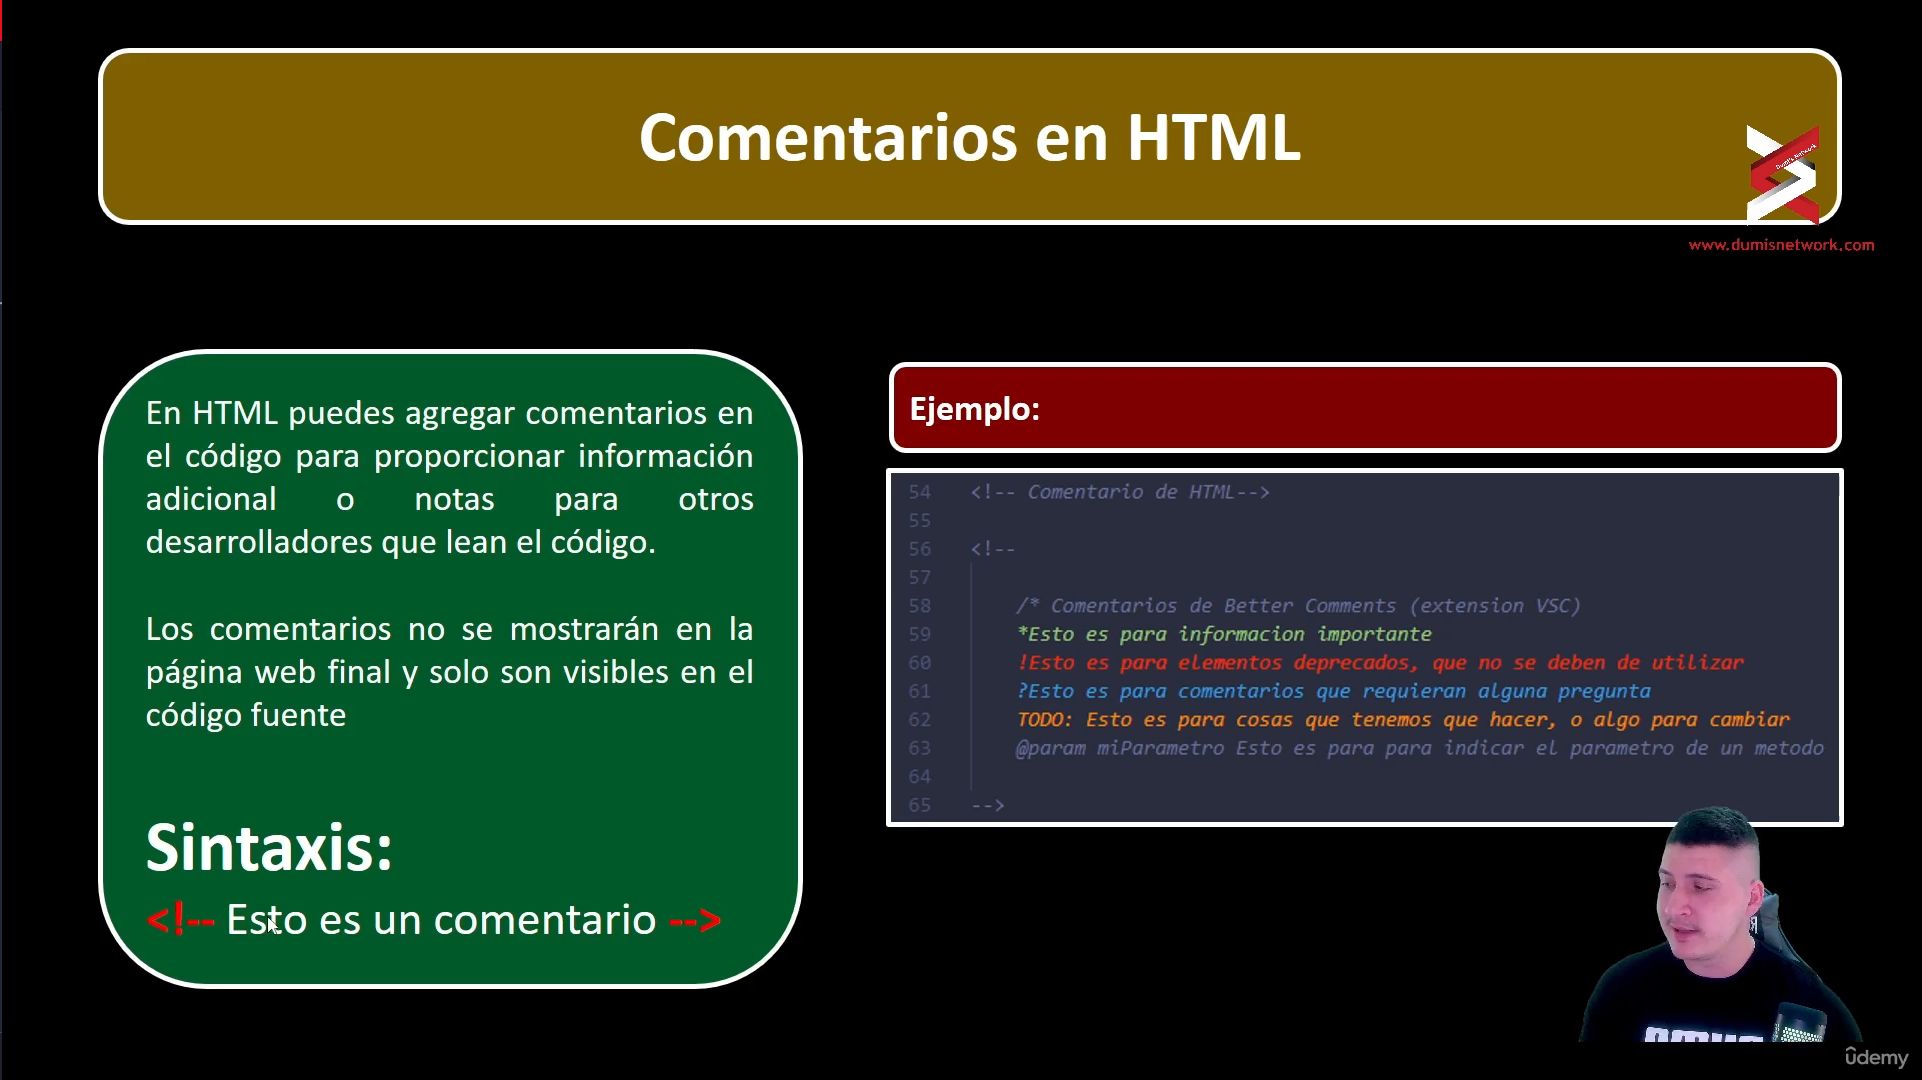 Comentarios en HTML
www.dumisnetwork.com
En HTML puedes agregar comentarios en
el código para proporcionar información
adicional o notas para otros
desarrolladores que lean el código.
Los comentarios no se mostrarán en la
página web final y solo son visibles en el
código fuente
Sintaxis:
<!-- Esto es un comentario -->
Ejemplo:
54 <!-- Comentario de HTML-->
55
56 <!--
57
58 /* Comentarios de Better Comments (extension VSC)
59 *Esto es para informacion importante
60 !Esto es para elementos deprecados, que no se deben de utilizar
61 ?Esto es para comentarios que requieran alguna pregunta
62 TODO: Esto es para cosas que tenemos que hacer, o algo para cambiar
63 @param miParametro Esto es para para indicar el parametro de un metodo
64
65 -->
udemy